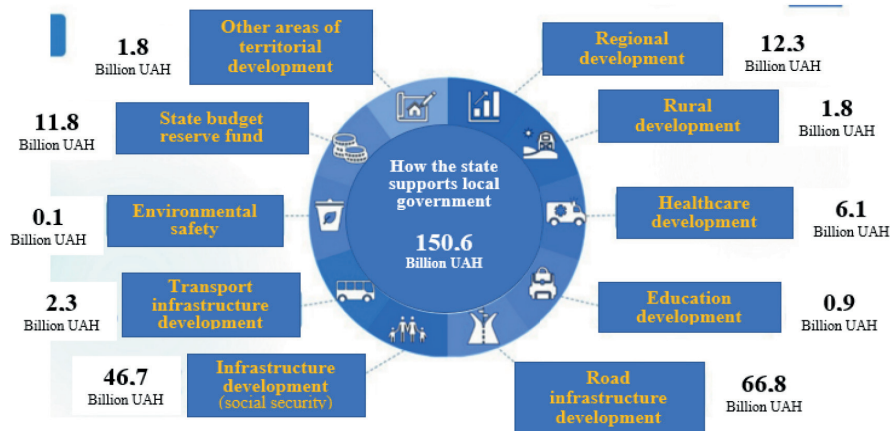 Other areas of
territorial
development
1.8
Billion UAH
State budget
reserve fund
11.8
Billion UAH
Environmental
safety
0.1
Billion UAH
Transport
infrastructure
development
2.3
Billion UAH
Infrastructure
development
(social security)
46.7
Billion UAH
How the state
supports local
government
150.6
Billion UAH
Regional
development
12.3
Billion UAH
Rural
development
1.8
Billion UAH
Healthcare
development
6.1
Billion UAH
Education
development
0.9
Billion UAH
Road
infrastructure
development
66.8
Billion UAH